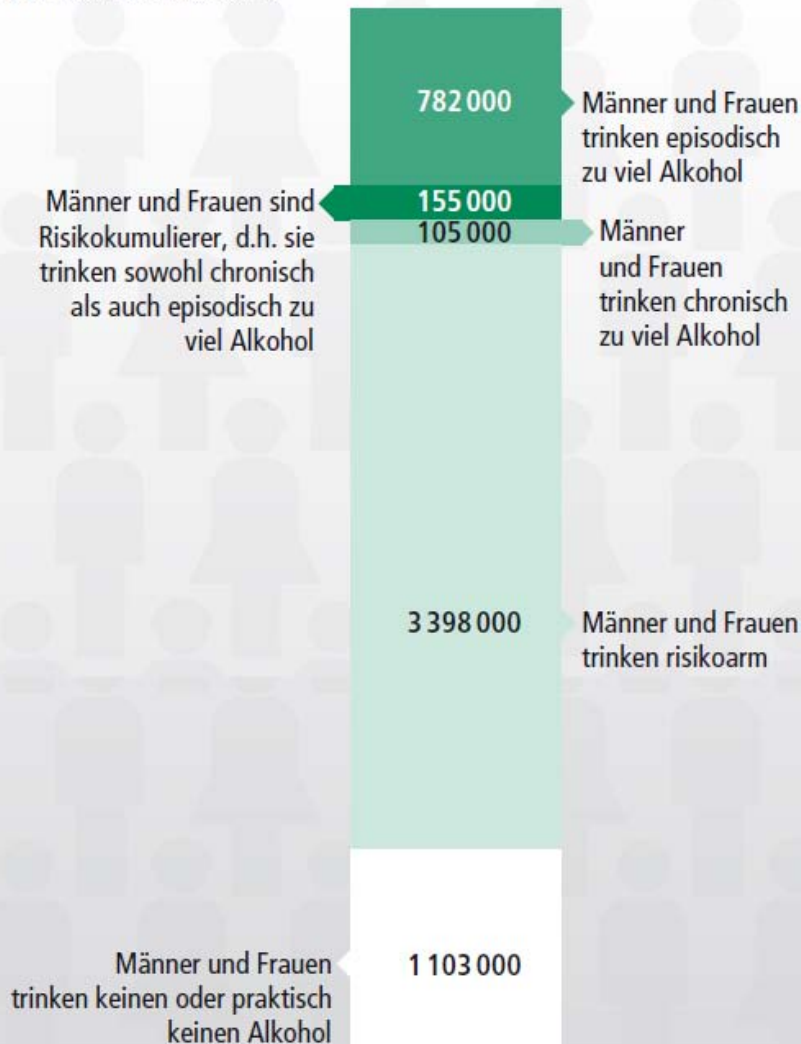 782 000
Männer und Frauen
trinken episodisch
zu viel Alkohol
Männer und Frauen sind
Risikokumulierer, d.h. sie
trinken sowohl chronisch
als auch episodisch zu
viel Alkohol
155 000
105 000
Männer
und Frauen
trinken chronisch
zu viel Alkohol
3 398 000
Männer und Frauen
trinken risikoarm
Männer und Frauen
trinken keinen oder praktisch
keinen Alkohol
1 103 000